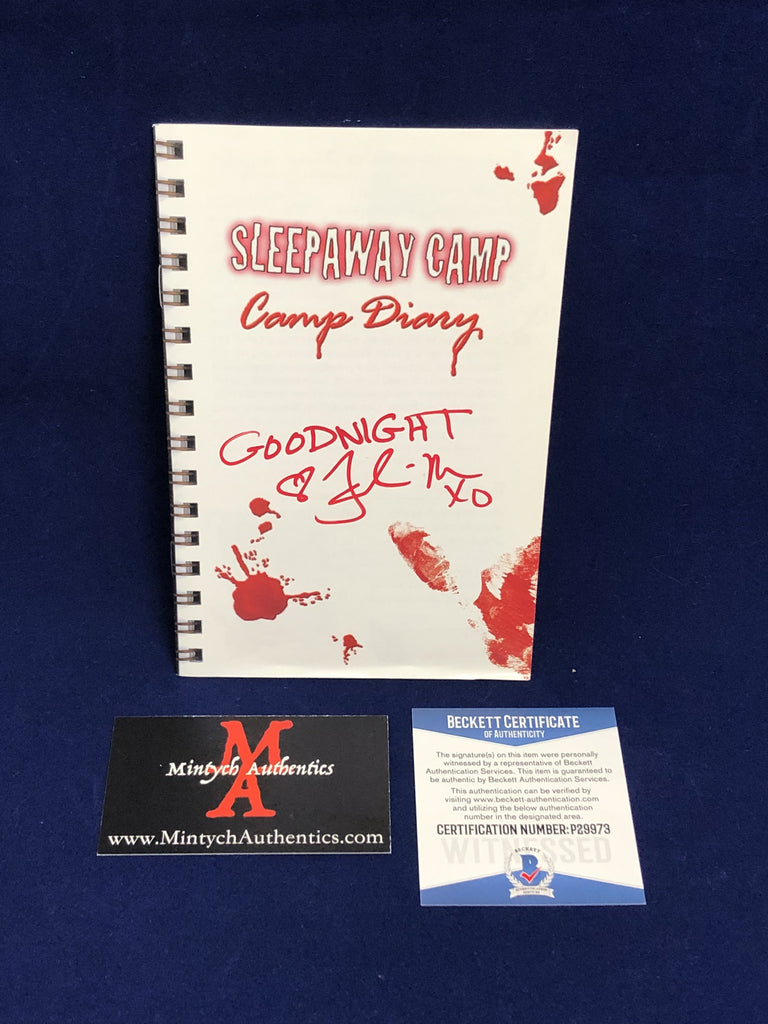 SLEEPAWAY CAMP
Camp Diary
GOODNIGHT
XO
MA
Mintych Authentics
www.MintychAuthentics.com
BECKETT CERTIFICATE
OF AUTHENTICITY
The signature(s) on this item were personally
witnessed by a representative of Beckett
Authentication Services. This item is guaranteed to
be authentic by Beckett Authentication Services.
This authentication can be verified by
visiting www.beckett-authentication.com
and utilizing the below authentication
number in the designated area.
CERTIFICATION NUMBER: P29973
WITNESSED
BECKETT
B